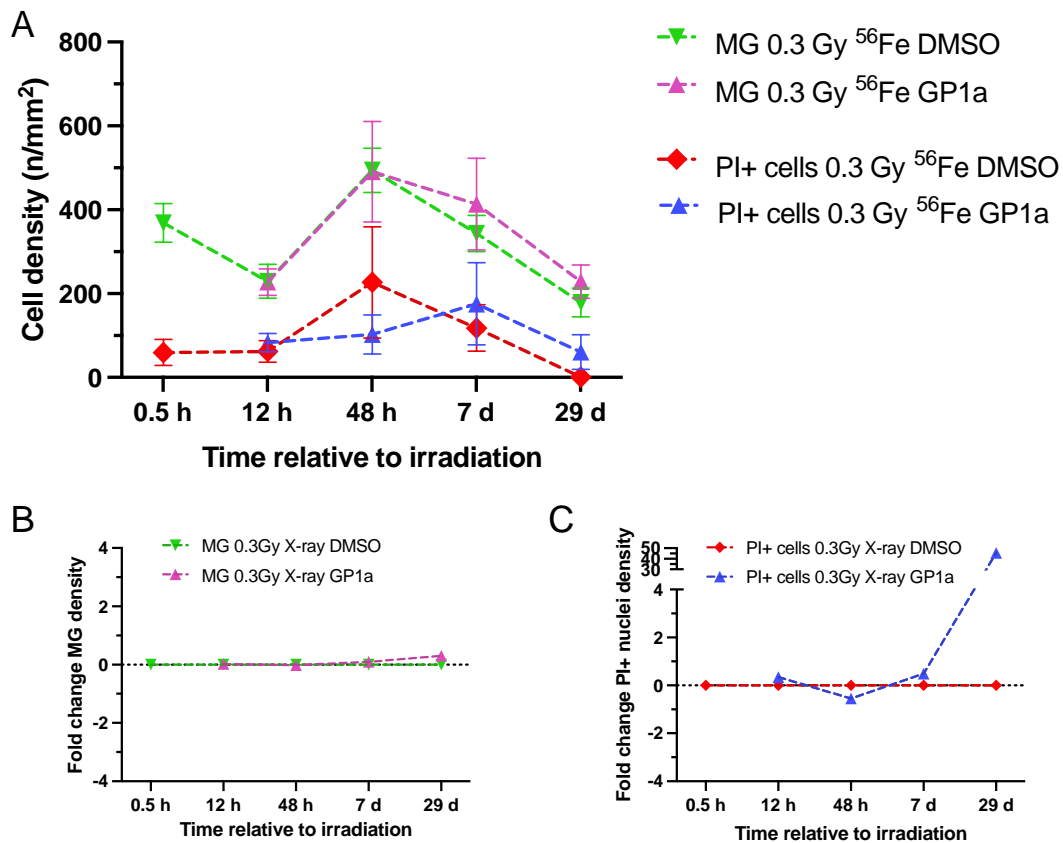 A
Cell density (n/mm²)
800
600
400
200
0
0.5 h 12 h 48 h 7 d 29 d
Time relative to irradiation
MG 0.3 Gy ⁵⁶Fe DMSO
MG 0.3 Gy ⁵⁶Fe GP1a
PI+ cells 0.3 Gy ⁵⁶Fe DMSO
PI+ cells 0.3 Gy ⁵⁶Fe GP1a
B
MG 0.3Gy X-ray DMSO
MG 0.3Gy X-ray GP1a
Fold change MG density
4
2
0
-2
-4
0.5 h 12 h 48 h 7 d 29 d
Time relative to irradiation
C
PI+ cells 0.3Gy X-ray DMSO
PI+ cells 0.3Gy X-ray GP1a
Fold change PI+ nuclei density
50
40
30
4
2
0
-2
-4
0.5 h 12 h 48 h 7 d 29 d
Time relative to irradiation